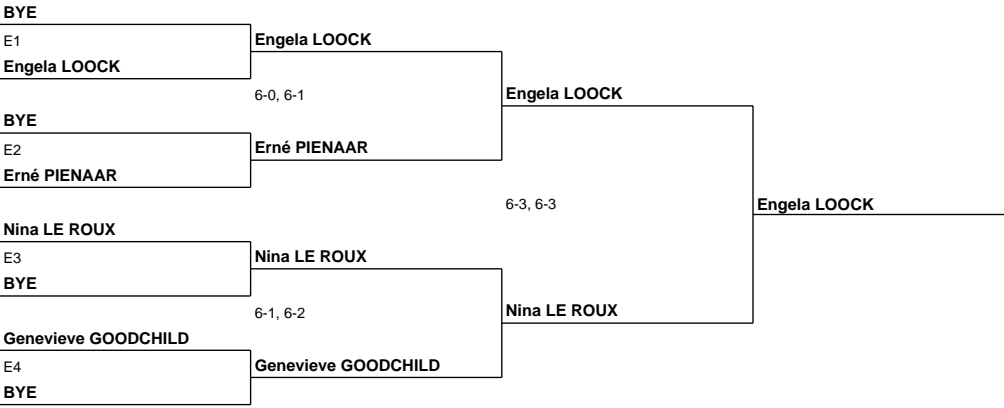 BYE
E1
Engela LOOCK
Engela LOOCK
6-0, 6-1
Engela LOOCK
BYE
E2
Erné PIENAAR
Erné PIENAAR
6-3, 6-3
Engela LOOCK
Nina LE ROUX
E3
BYE
Nina LE ROUX
6-1, 6-2
Nina LE ROUX
Genevieve GOODCHILD
E4
BYE
Genevieve GOODCHILD